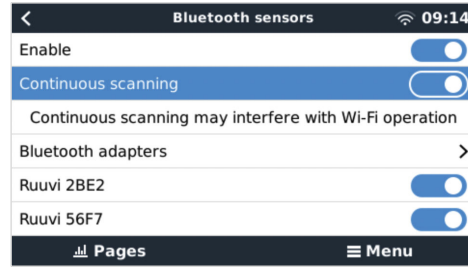 Bluetooth sensors 09:14
Enable
Continuous scanning
Continuous scanning may interfere with Wi-Fi operation
Bluetooth adapters
Ruuvi 2BE2
Ruuvi 56F7
Pages Menu